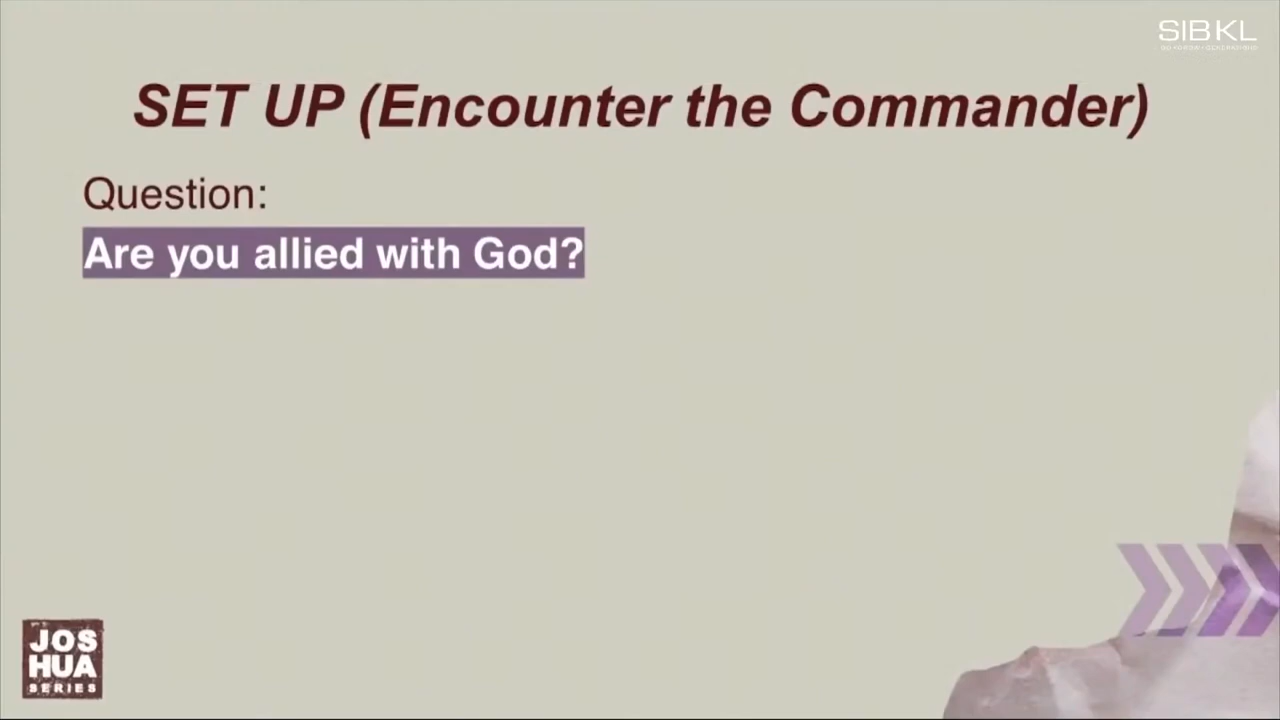 SIBKL
SET UP (Encounter the Commander)
Question:
Are you allied with God?
JOS
HUA
SERIES